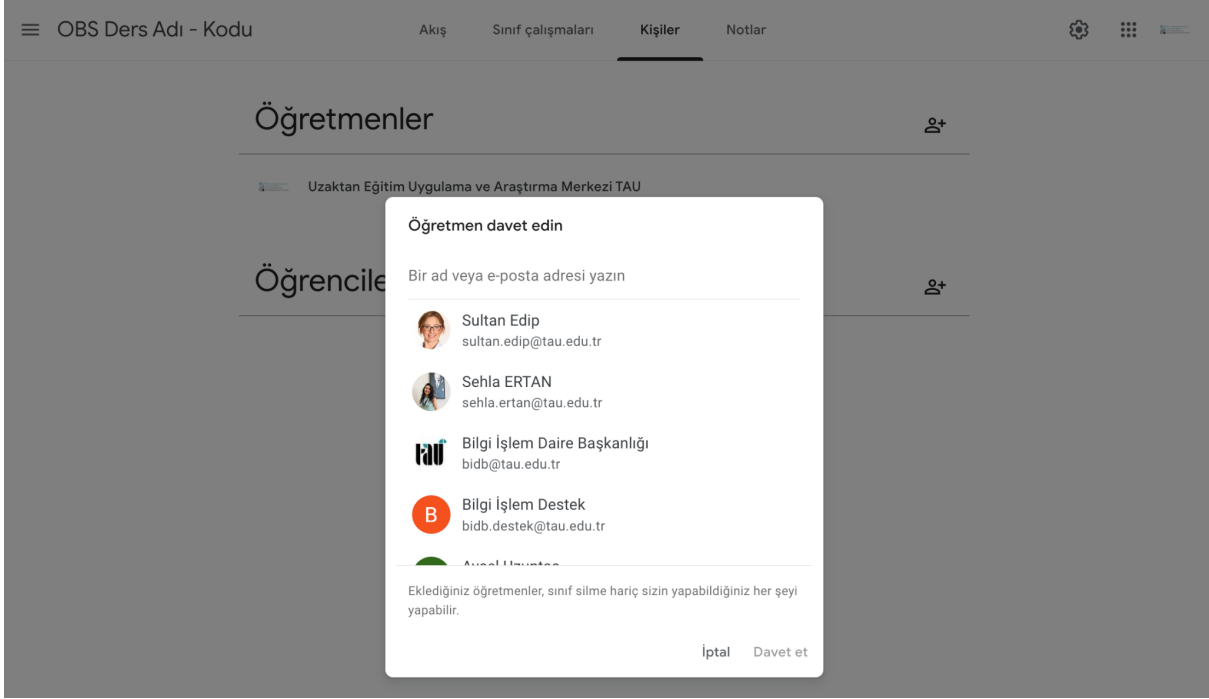 OBS Ders Adı - Kodu
Akış
Sınıf çalışmaları
Kişiler
Notlar
Öğretmenler
Uzaktan Eğitim Uygulama ve Araştırma Merkezi TAU
Öğrencile
Öğretmen davet edin
Bir ad veya e-posta adresi yazın
Sultan Edip
sultan.edip@tau.edu.tr
Sehla ERTAN
sehla.ertan@tau.edu.tr
tau
Bilgi İşlem Daire Başkanlığı
bidb@tau.edu.tr
B
Bilgi İşlem Destek
bidb.destek@tau.edu.tr
Eklediğiniz öğretmenler, sınıf silme hariç sizin yapabildiğiniz her şeyi
yapabilir.
İptal
Davet et